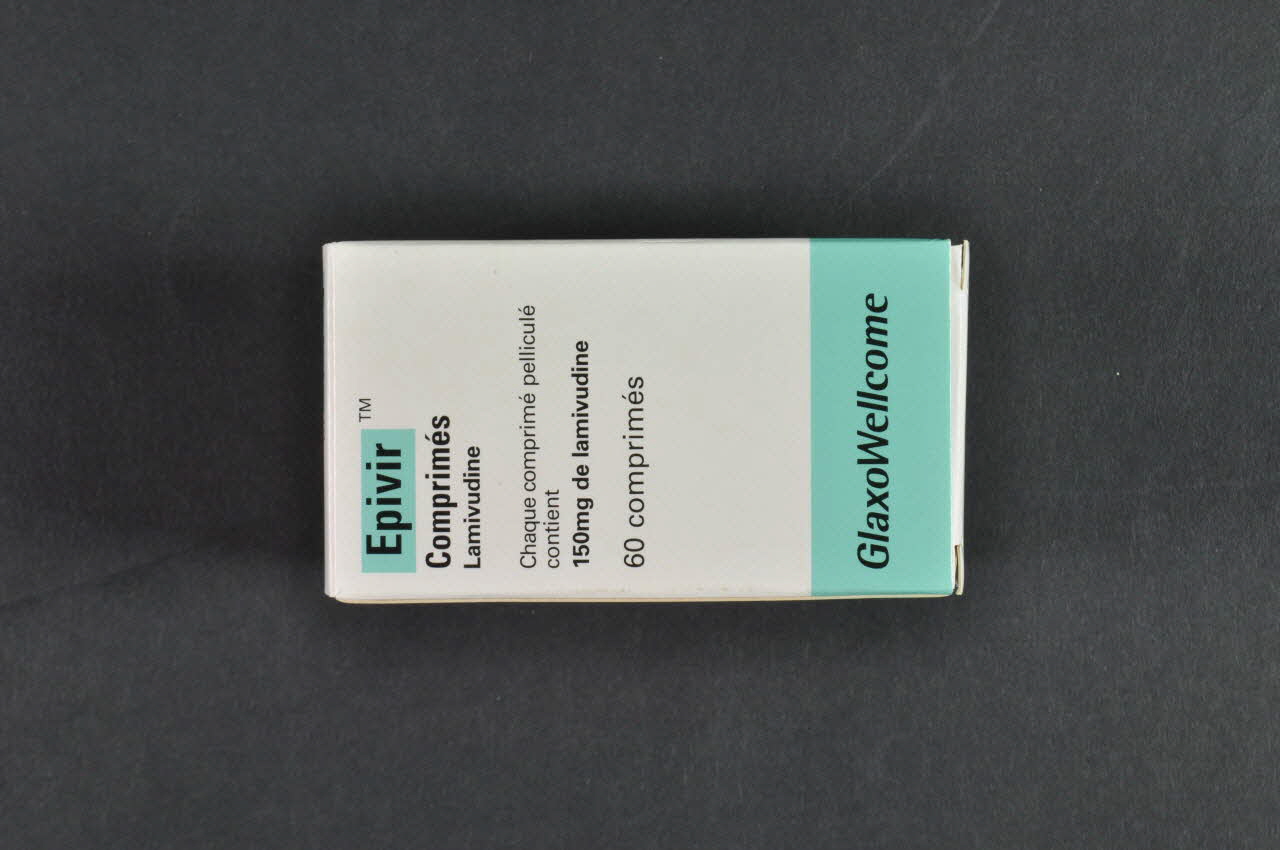 Epivir™
Comprimés
Lamivudine
Chaque comprimé pelliculé
contient
150mg de lamivudine
60 comprimés
GlaxoWellcome